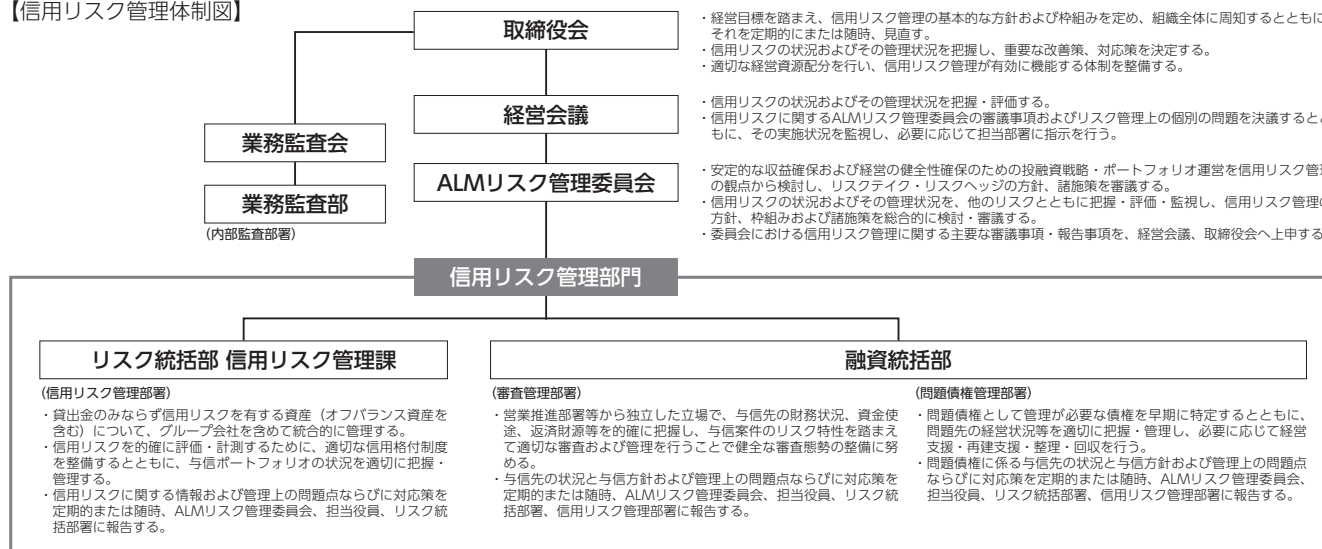 【信用リスク管理体制図】
取締役会
・経営目標を踏まえ、信用リスク管理の基本的な方針および枠組みを定め、組織全体に周知するとともに
それを定期的にまたは随時、見直す。
・信用リスクの状況およびその管理状況を把握し、重要な改善策、対応策を決定する。
・適切な経営資源配分を行い、信用リスク管理が有効に機能する体制を整備する。
経営会議
・信用リスクの状況およびその管理状況を把握・評価する。
・信用リスクに関するALMリスク管理委員会の審議事項およびリスク管理上の個別の問題を決議すると
もに、その実施状況を監視し、必要に応じて担当部署に指示を行う。
業務監査会
業務監査部
(内部監査部署)
ALMリスク管理委員会
・安定的な収益確保および経営の健全性確保のための投融資戦略・ポートフォリオ運営を信用リスク管理
の観点から検討し、リスクテイク・リスクヘッジの方針、諸施策を審議する。
・信用リスクの状況およびその管理状況を、他のリスクとともに把握・評価・監視し、信用リスク管理の
方針、枠組みおよび諸施策を総合的に検討・審議する。
・委員会における信用リスク管理に関する主要な審議事項・報告事項を、経営会議、取締役会へ上申する
信用リスク管理部門
リスク統括部 信用リスク管理課
(信用リスク管理部署)
・貸出金のみならず信用リスクを有する資産（オフバランス資産を
含む）について、グループ会社を含めて統合的に管理する。
・信用リスクを的確に評価・計測するために、適切な信用格付制度
を整備するとともに、与信ポートフォリオの状況を適切に把握・
管理する。
・信用リスクに関する情報および管理上の問題点ならびに対応策を
定期的または随時、ALMリスク管理委員会、担当役員、リスク統
括部署に報告する。
融資統括部
(審査管理部署)
・営業推進部署等から独立した立場で、与信先の財務状況、資金使
途、返済財源等を的確に把握し、与信案件のリスク特性を踏まえ
て適切な審査および管理を行うことで健全な審査態勢の整備に努
める。
・与信先の状況と与信方針および管理上の問題点ならびに対応策を
定期的または随時、ALMリスク管理委員会、担当役員、リスク統
括部署、信用リスク管理部署に報告する。
(問題債権管理部署)
・問題債権として管理が必要な債権を早期に特定するとともに、
問題先の経営状況等を適切に把握・管理し、必要に応じて経営
支援・再建支援・整理・回収を行う。
・問題債権に係る与信先の状況と与信方針および管理上の問題点
ならびに対応策を定期的または随時、ALMリスク管理委員会、
担当役員、リスク統括部署、信用リスク管理部署に報告する。